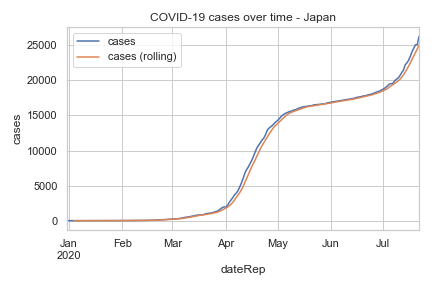 COVID-19 cases over time - Japan
cases
cases (rolling)
25000
20000
15000
10000
5000
0
cases
Jan
2020
Feb
Mar
Apr
May
Jun
Jul
dateRep